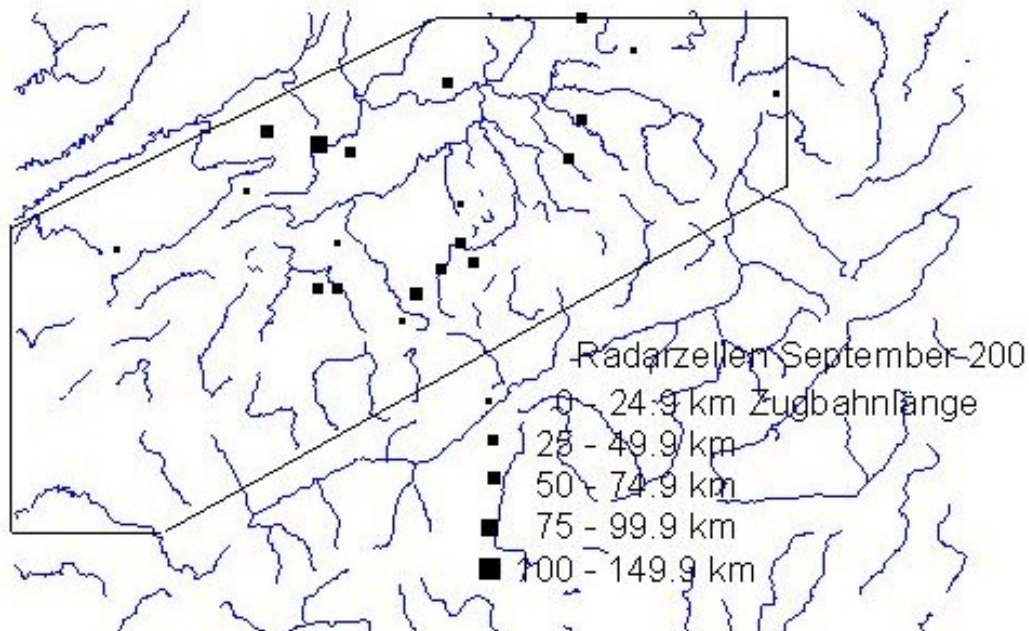 Radarzellen September 200
0 - 24.9 km Zugbahnlänge
25 - 49.9 km
50 - 74.9 km
75 - 99.9 km
100 - 149.9 km